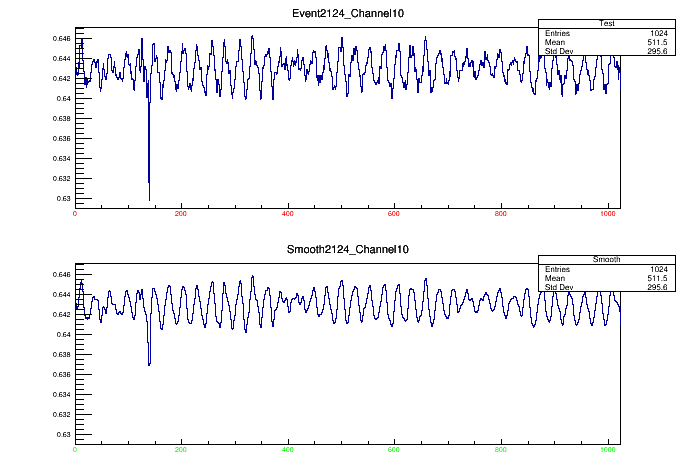 Event2124_Channel10
Test
Entries 1024
Mean 511.5
Std Dev 295.6
0.646
0.644
0.642
0.64
0.638
0.636
0.634
0.632
0.63
0 200 400 600 800 1000
Smooth2124_Channel10
Smooth
Entries 1024
Mean 511.5
Std Dev 295.6
0.646
0.644
0.642
0.64
0.638
0.636
0.634
0.632
0.63
0 200 400 600 800 1000